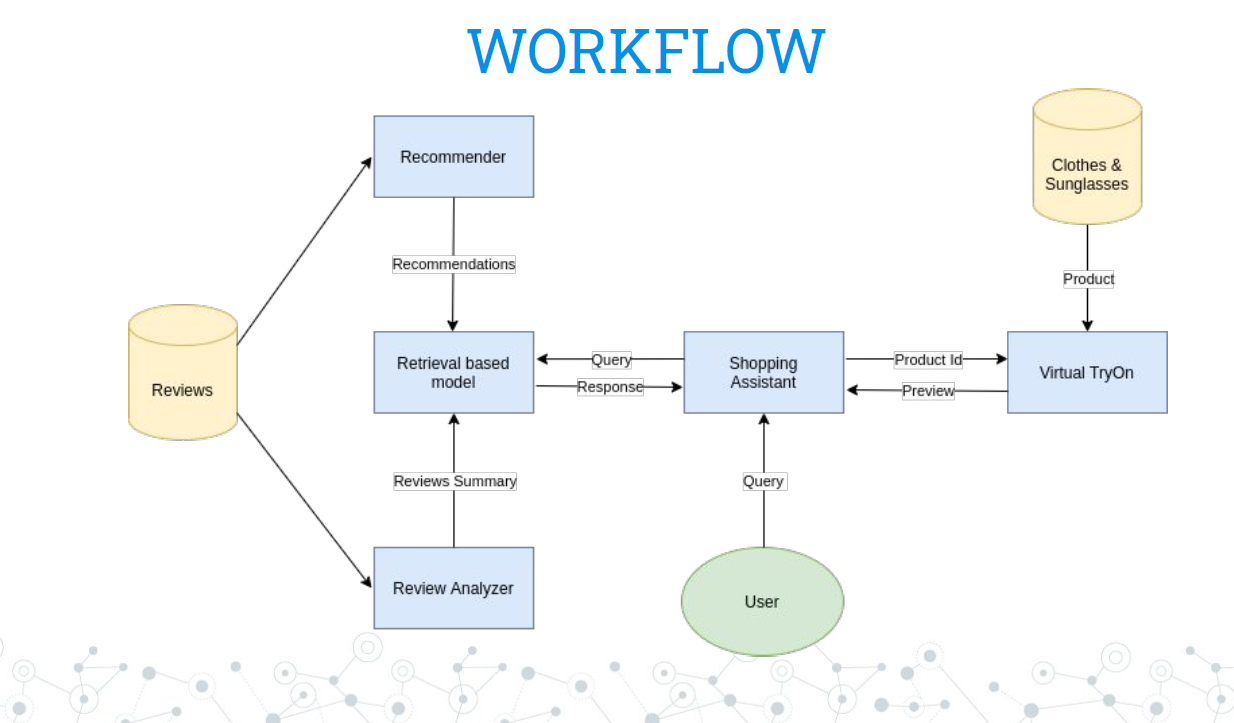 WORKFLOW
Recommender
Clothes &
Sunglasses
Recommendations
Product
Reviews
Retrieval based
model
Query
Response
Shopping
Assistant
Product Id
Preview
Virtual TryOn
Reviews Summary
Query
Review Analyzer
User